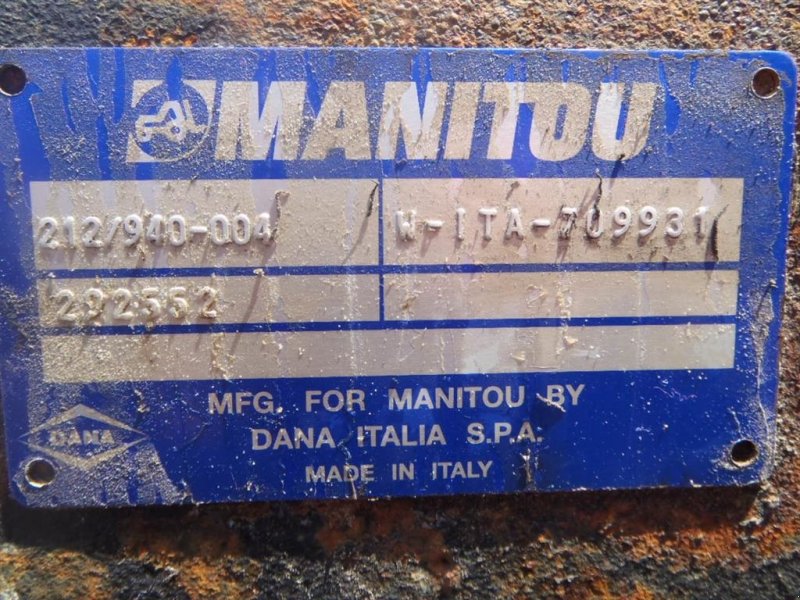 MANITOU
212/940-004 W-ITA-709931
292552
MFG. FOR MANITOU BY
DANA ITALIA S.P.A.
DANA
MADE IN ITALY